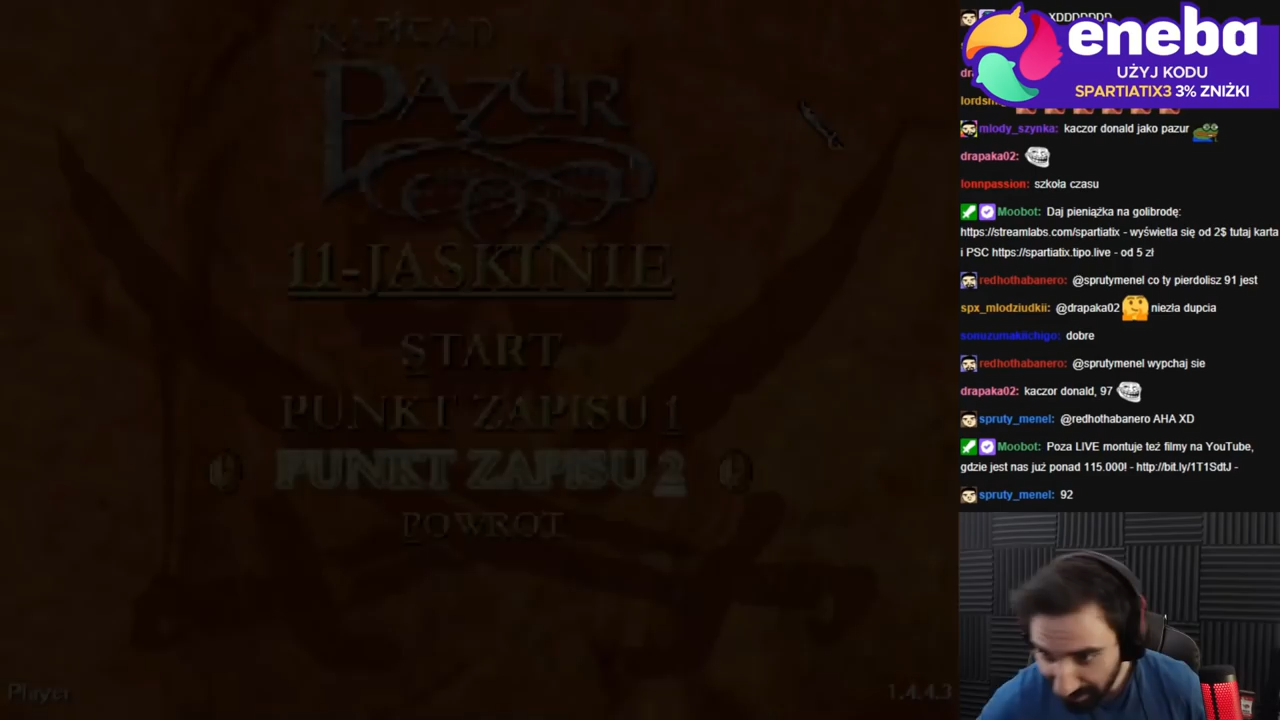 KAPITAN
PAZUR
11-JASKINIE
START
PUNKT ZAPISU 1
PUNKT ZAPISU 2
POWROT
Player
1.4.4.3
XDDDDDDD
eneba
UŻYJ KODU
SPARTIATIX3 3% ZNIŻKI
mlody_szynka: kaczor donald jako pazur
drapaka02:
lonnpassion: szkoła czasu
Moobot: Daj pieniążka na golibrodę:
https://streamlabs.com/spartiatix - wyświetla się od 2$ tutaj karta
i PSC https://spartiatix.tipo.live - od 5 zł
redhothabanero: @sprutymenel co ty pierdolisz 91 jest
spx_mlodziudkii: @drapaka02 niezła dupcia
sonuzumakiichigo: dobre
redhothabanero: @sprutymenel wypchaj sie
drapaka02: kaczor donald, 97
spruty_menel: @redhothabanero AHA XD
Moobot: Poza LIVE montuje też filmy na YouTube,
gdzie jest nas już ponad 115.000! - http://bit.ly/1T1SdtJ -
spruty_menel: 92